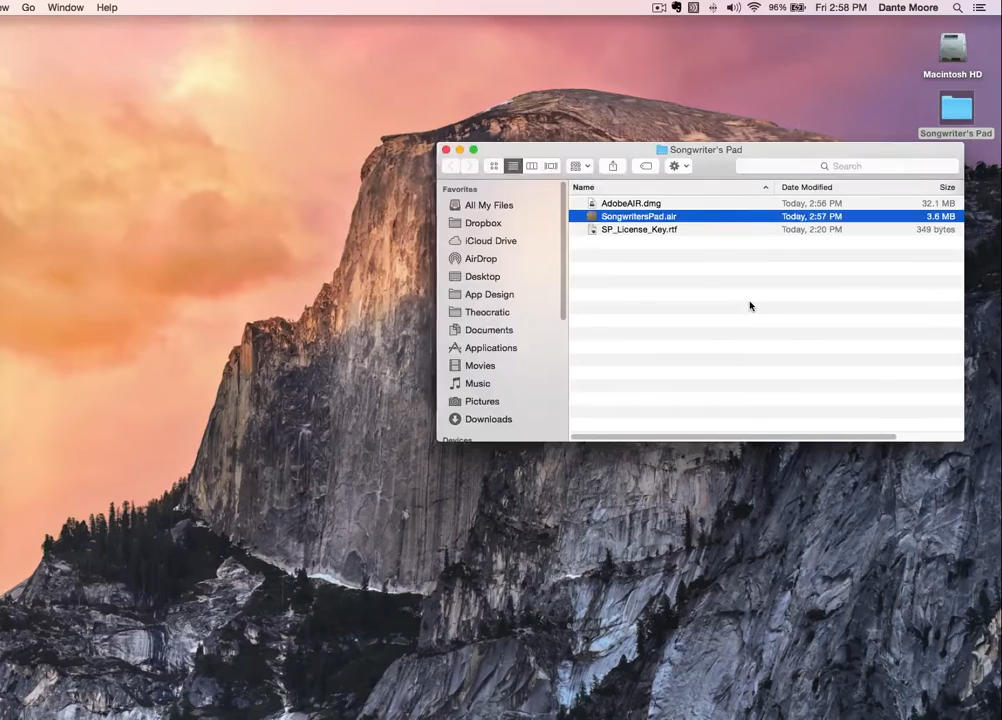 ew Go Window Help 96% Fri 2:58 PM Dante Moore
Macintosh HD
Songwriter's Pad
Songwriter's Pad
Search
Favorites
All My Files
Dropbox
iCloud Drive
AirDrop
Desktop
App Design
Theocratic
Documents
Applications
Movies
Music
Pictures
Downloads
Devices
Name Date Modified Size
AdobeAIR.dmg Today, 2:56 PM 32.1 MB
SongwritersPad.air Today, 2:57 PM 3.6 MB
SP_License_Key.rtf Today, 2:20 PM 349 bytes